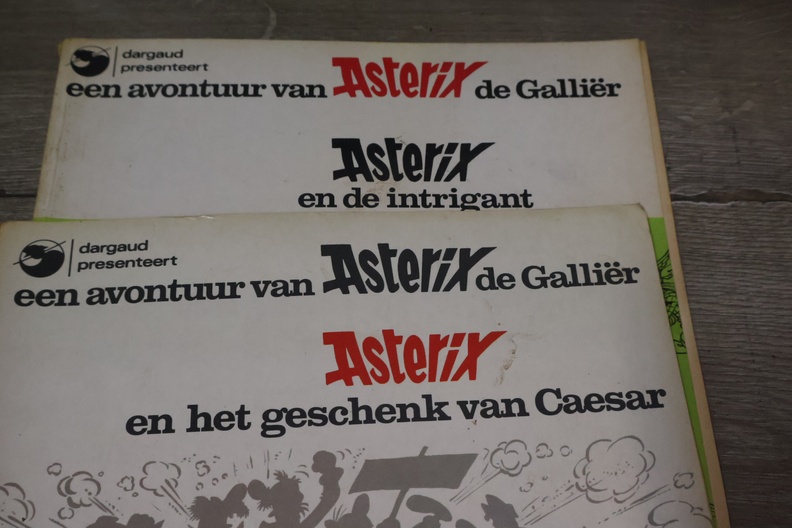 dargaud
presenteert
een avontuur van Asterix de Galliër
Asterix
en de intrigant
dargaud
presenteert
een avontuur van Asterix de Galliër
Asterix
en het geschenk van Caesar